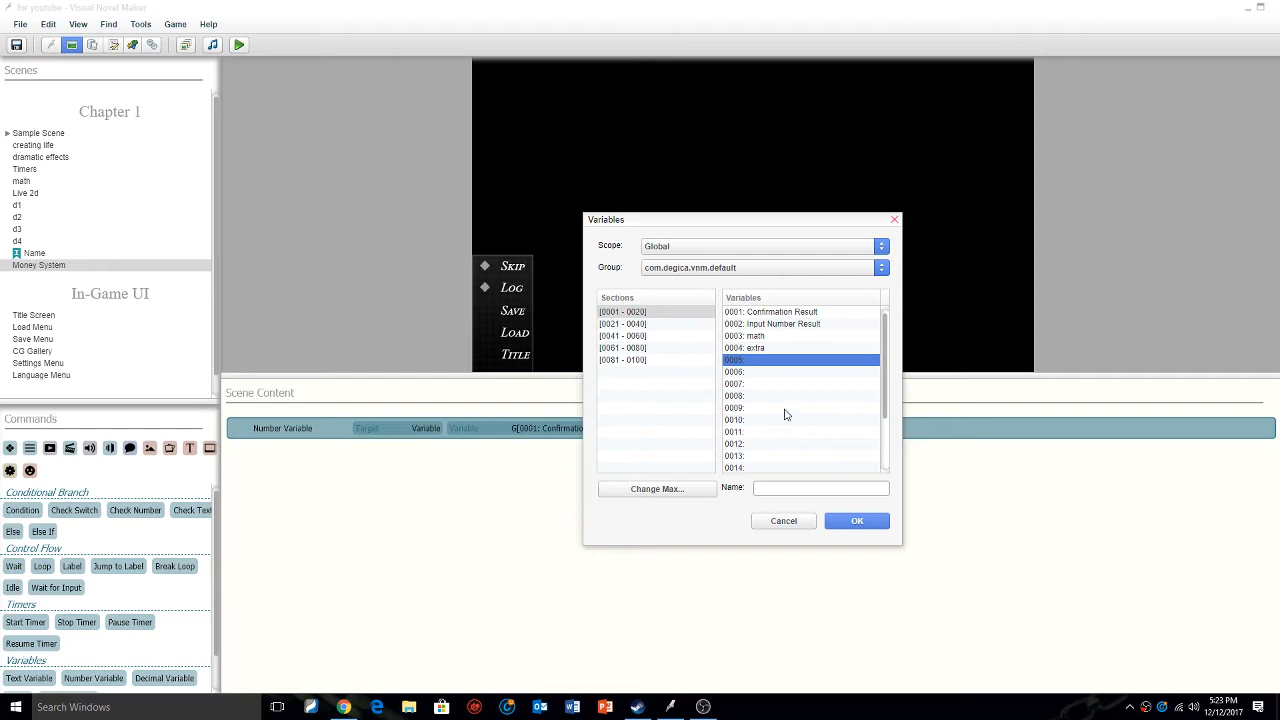 for youtube - Visual Novel Maker
File Edit View Find Tools Game Help
Scenes
Chapter 1
Sample Scene
creating life
dramatic effects
Timers
math
Live 2d
d1
d2
d3
d4
Name
Money System
In-Game UI
Title Screen
Load Menu
Save Menu
CG Gallery
Settings Menu
Language Menu
Commands
Conditional Branch
Condition Check Switch Check Number Check Text
Else Else If
Control Flow
Wait Loop Label Jump to Label Break Loop
Idle Wait for Input
Timers
Start Timer Stop Timer Pause Timer
Resume Timer
Variables
Text Variable Number Variable Decimal Variable
SKIP
LOG
SAVE
LOAD
TITLE
Scene Content
Number Variable Target Variable Variable G[0001: Confirmatio
Variables
Scope: Global
Group: com.degica.vnm.default
Sections
[0001 - 0020]
[0021 - 0040]
[0041 - 0060]
[0061 - 0080]
[0081 - 0100]
Variables
0001: Confirmation Result
0002: Input Number Result
0003: math
0004: extra
0005:
0006:
0007:
0008:
0009:
0010:
0011:
0012:
0013:
0014:
Change Max... Name:
Cancel OK
Search Windows
5:23 PM
12/12/2017